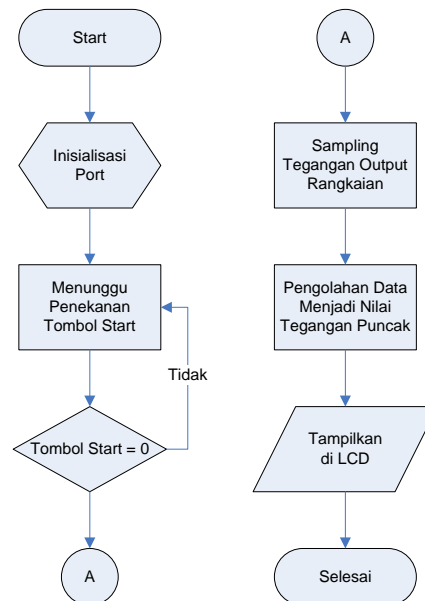 Start
Inisialisasi
Port
Menunggu
Penekanan
Tombol Start
Tidak
Tombol Start = 0
A
A
Sampling
Tegangan Output
Rangkaian
Pengolahan Data
Menjadi Nilai
Tegangan Puncak
Tampilkan
di LCD
Selesai